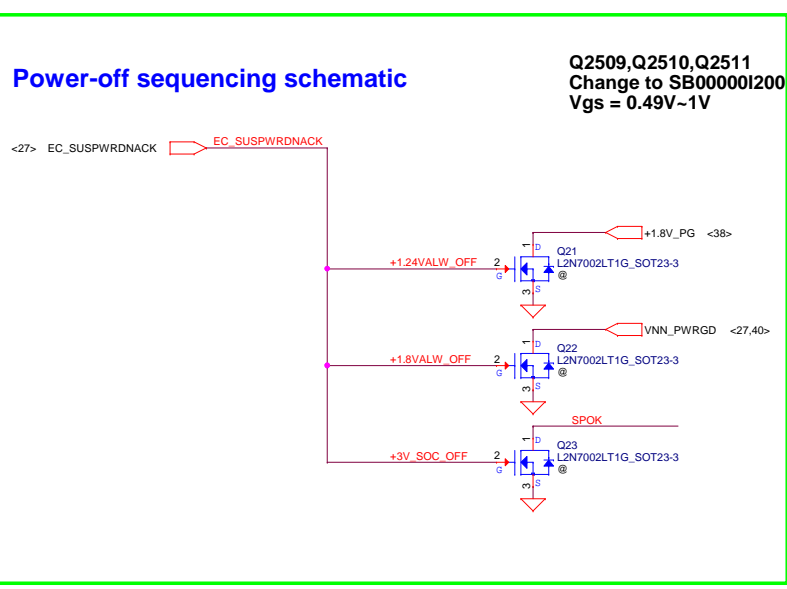 Power-off sequencing schematic
Q2509,Q2510,Q2511
Change to SB00000I200
Vgs = 0.49V~1V
<27> EC_SUSPWRDNACK
EC_SUSPWRDNACK
+1.8V_PG <38>
1
D
Q21
+1.24VALW_OFF
2
G
L2N7002LT1G_SOT23-3
@
3
S
VNN_PWRGD <27,40>
1
D
Q22
+1.8VALW_OFF
2
G
L2N7002LT1G_SOT23-3
@
3
S
SPOK
1
D
Q23
+3V_SOC_OFF
2
G
L2N7002LT1G_SOT23-3
@
3
S